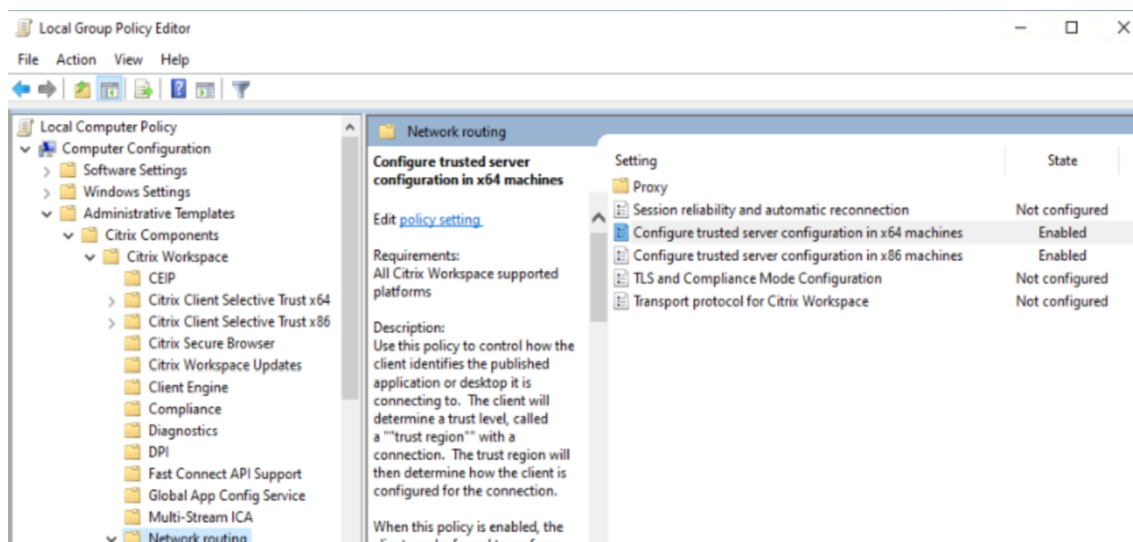 Local Group Policy Editor
File Action View Help
Local Computer Policy
Computer Configuration
Software Settings
Windows Settings
Administrative Templates
Citrix Components
Citrix Workspace
CEIP
Citrix Client Selective Trust x64
Citrix Client Selective Trust x86
Citrix Secure Browser
Citrix Workspace Updates
Client Engine
Compliance
Diagnostics
DPI
Fast Connect API Support
Global App Config Service
Multi-Stream ICA
Network routing
Network routing
Configure trusted server
configuration in x64 machines
Edit policy setting
Requirements:
All Citrix Workspace supported
platforms
Description:
Use this policy to control how the
client identifies the published
application or desktop it is
connecting to. The client will
determine a trust level, called
a ""trust region"" with a
connection. The trust region will
then determine how the client is
configured for the connection.
When this policy is enabled, the
Setting State
Proxy
Session reliability and automatic reconnection Not configured
Configure trusted server configuration in x64 machines Enabled
Configure trusted server configuration in x86 machines Enabled
TLS and Compliance Mode Configuration Not configured
Transport protocol for Citrix Workspace Not configured